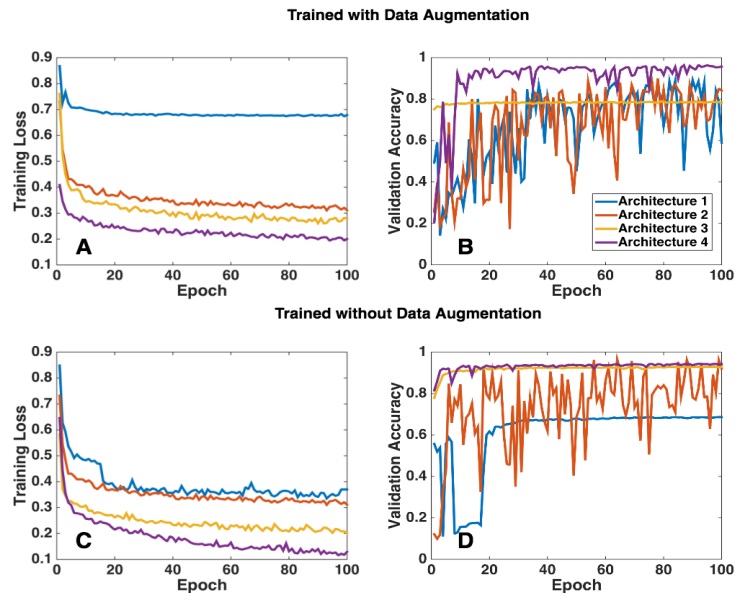 Trained with Data Augmentation
0.9
0.8
0.7
0.6
0.5
0.4
0.3
0.2
0.1
Training Loss
A
0 20 40 60 80 100
Epoch
1
0.8
0.6
0.4
0.2
0
Validation Accuracy
B
Architecture 1
Architecture 2
Architecture 3
Architecture 4
0 20 40 60 80 100
Epoch
Trained without Data Augmentation
0.9
0.8
0.7
0.6
0.5
0.4
0.3
0.2
0.1
Training Loss
C
0 20 40 60 80 100
Epoch
1
0.8
0.6
0.4
0.2
0
Validation Accuracy
D
0 20 40 60 80 100
Epoch